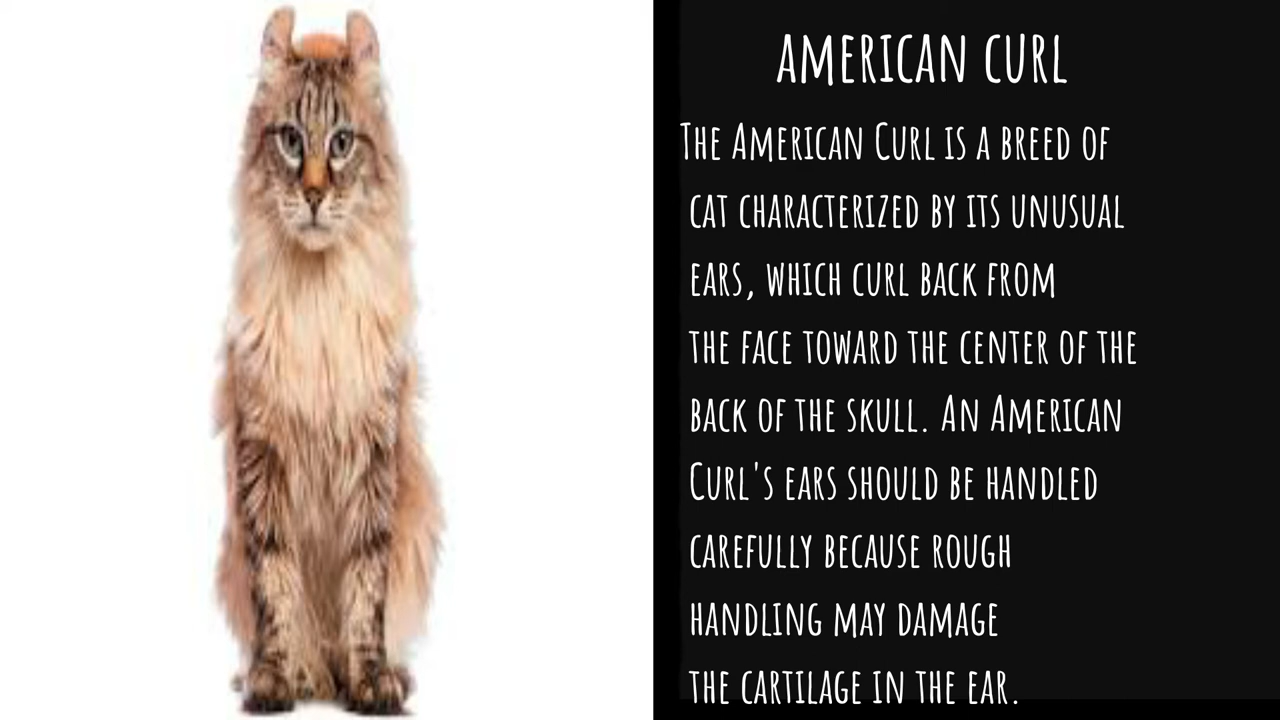 AMERICAN CURL
The American Curl is a breed of
cat characterized by its unusual
ears, which curl back from
the face toward the center of the
back of the skull. An American
Curl's ears should be handled
carefully because rough
handling may damage
the cartilage in the ear.